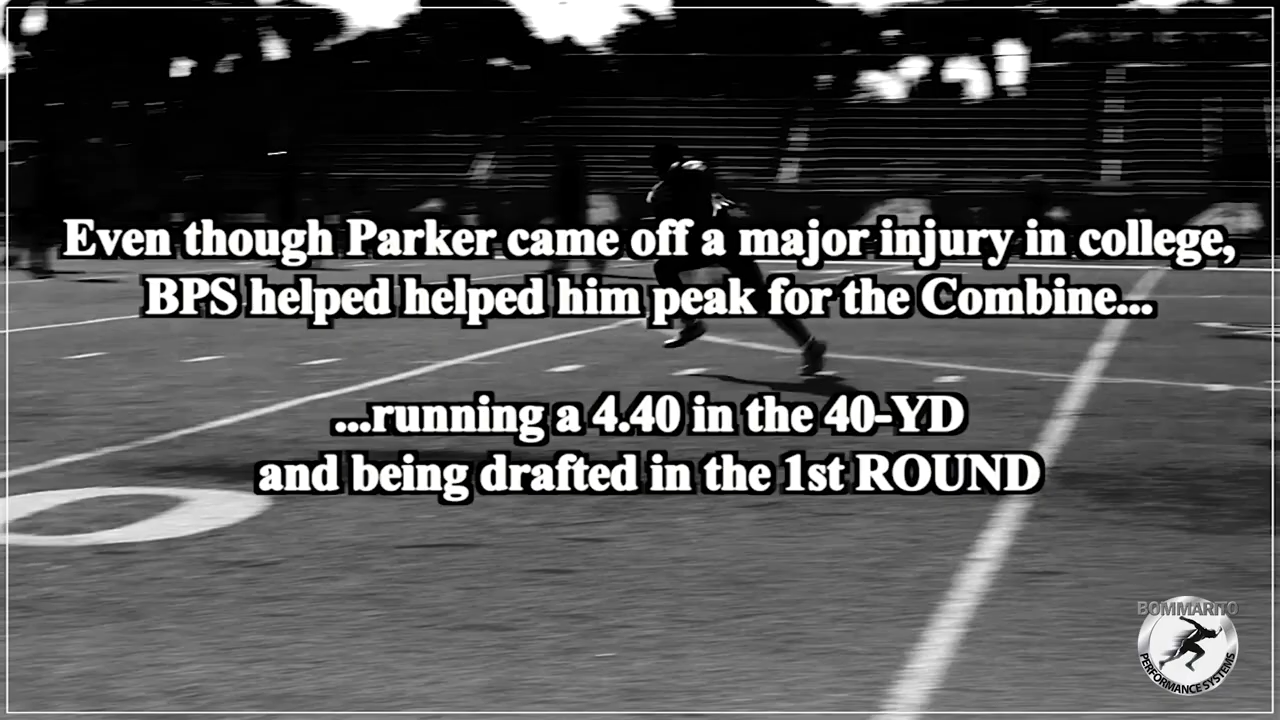 Even though Parker came off a major injury in college,
BPS helped helped him peak for the Combine...
...running a 4.40 in the 40-YD
and being drafted in the 1st ROUND
BOMMARITO
PERFORMANCE SYSTEMS